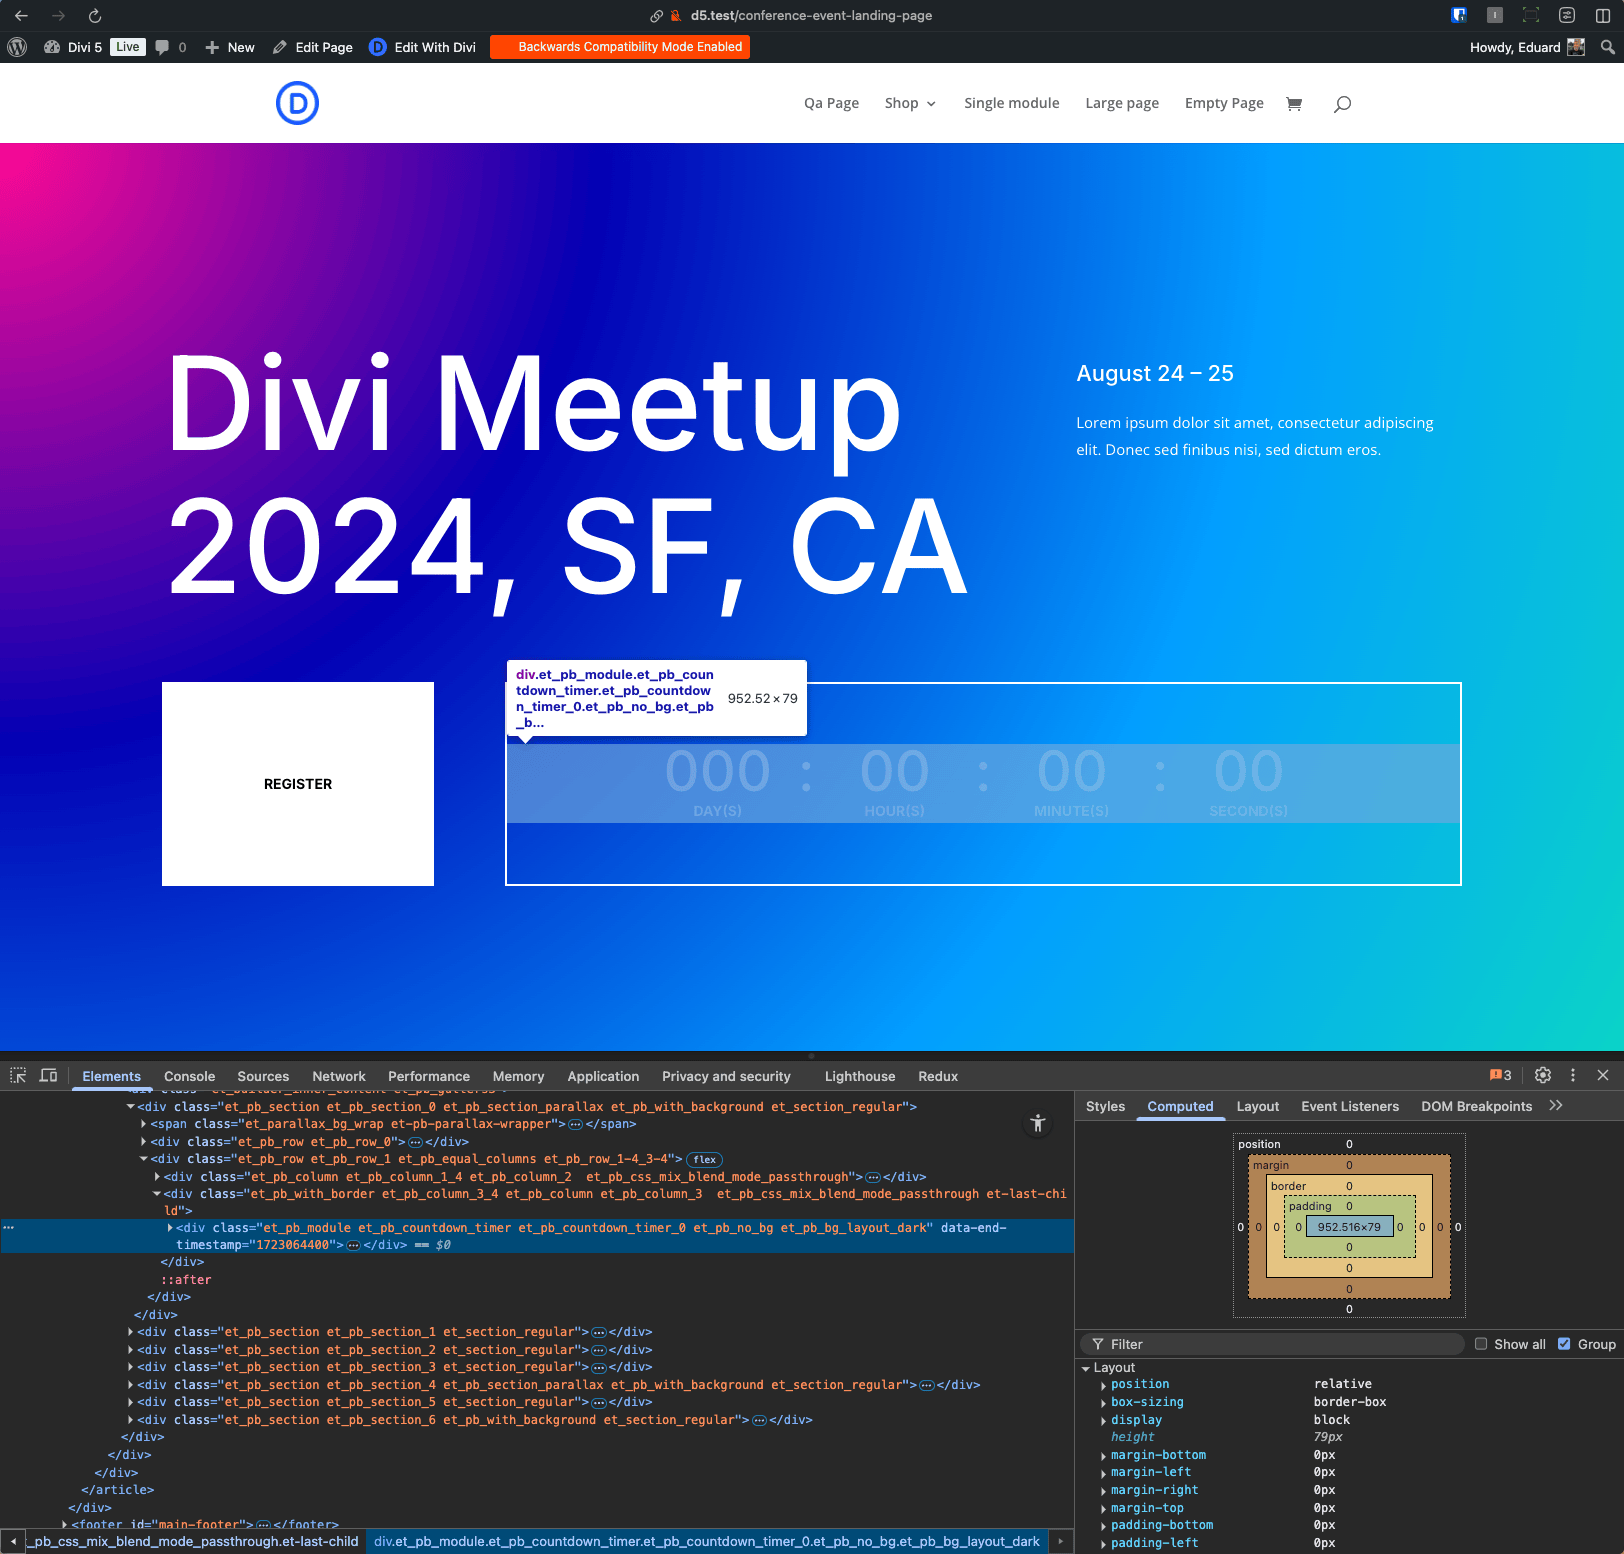 d5.test/conference-event-landing-page
Divi 5 Live 0 New Edit Page Edit With Divi Backwards Compatibility Mode Enabled Howdy, Eduard
D Qa Page Shop Single module Large page Empty Page
Divi Meetup
2024, SF, CA
August 24 – 25
Lorem ipsum dolor sit amet, consectetur adipiscing
elit. Donec sed finibus nisi, sed dictum eros.
REGISTER
div.et_pb_module.et_pb_coun
tdown_timer.et_pb_countdow
n_timer_0.et_pb_no_bg.et_pb
_b...
952.52 × 79
000 : 00 : 00 : 00
DAY(S) HOUR(S) MINUTE(S) SECOND(S)
Elements Console Sources Network Performance Memory Application Privacy and security Lighthouse Redux 3
<div class="et_pb_section et_pb_section_0 et_pb_section_parallax et_pb_with_background et_section_regular">
<span class="et_parallax_bg_wrap et-pb-parallax-wrapper">…</span>
<div class="et_pb_row et_pb_row_0">…</div>
<div class="et_pb_row et_pb_row_1 et_pb_equal_columns et_pb_row_1-4_3-4"> flex
<div class="et_pb_column et_pb_column_1_4 et_pb_column_2  et_pb_css_mix_blend_mode_passthrough">…</div>
<div class="et_pb_with_border et_pb_column_3_4 et_pb_column et_pb_column_3  et_pb_css_mix_blend_mode_passthrough et-last-chi
ld">
… <div class="et_pb_module et_pb_countdown_timer et_pb_countdown_timer_0 et_pb_no_bg et_pb_bg_layout_dark" data-end-
timestamp="1723064400">…</div> == $0
</div>
::after
</div>
</div>
<div class="et_pb_section et_pb_section_1 et_section_regular">…</div>
<div class="et_pb_section et_pb_section_2 et_section_regular">…</div>
<div class="et_pb_section et_pb_section_3 et_section_regular">…</div>
<div class="et_pb_section et_pb_section_4 et_pb_section_parallax et_pb_with_background et_section_regular">…</div>
<div class="et_pb_section et_pb_section_5 et_section_regular">…</div>
<div class="et_pb_section et_pb_section_6 et_pb_with_background et_section_regular">…</div>
</div>
</div>
</div>
</article>
</div>
<footer id="main-footer">…</footer>
_pb_css_mix_blend_mode_passthrough.et-last-child div.et_pb_module.et_pb_countdown_timer.et_pb_countdown_timer_0.et_pb_no_bg.et_pb_bg_layout_dark
Styles Computed Layout Event Listeners DOM Breakpoints
position 0
margin 0
border 0
padding 0
0 0 0 0 952.516×79 0 0 0 0
0
0
0
0
Filter Show all Group
Layout
position relative
box-sizing border-box
display block
height 79px
margin-bottom 0px
margin-left 0px
margin-right 0px
margin-top 0px
padding-bottom 0px
padding-left 0px